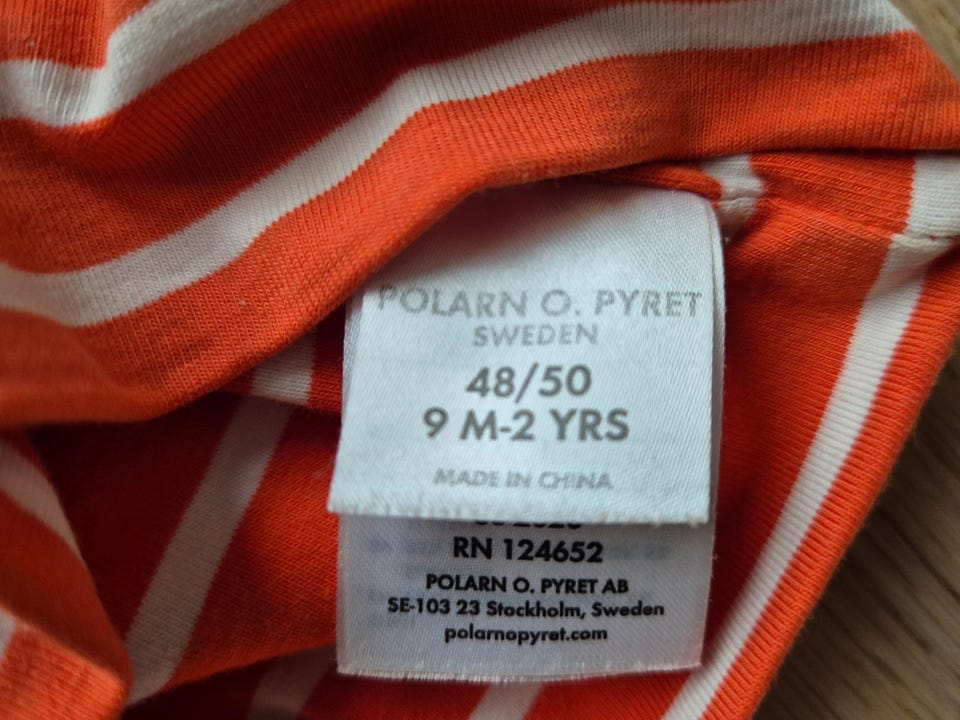 POLARN O. PYRET
SWEDEN
48/50
9 M-2 YRS
MADE IN CHINA
RN 124652
POLARN O. PYRET AB
SE-103 23 Stockholm, Sweden
polarnopyret.com